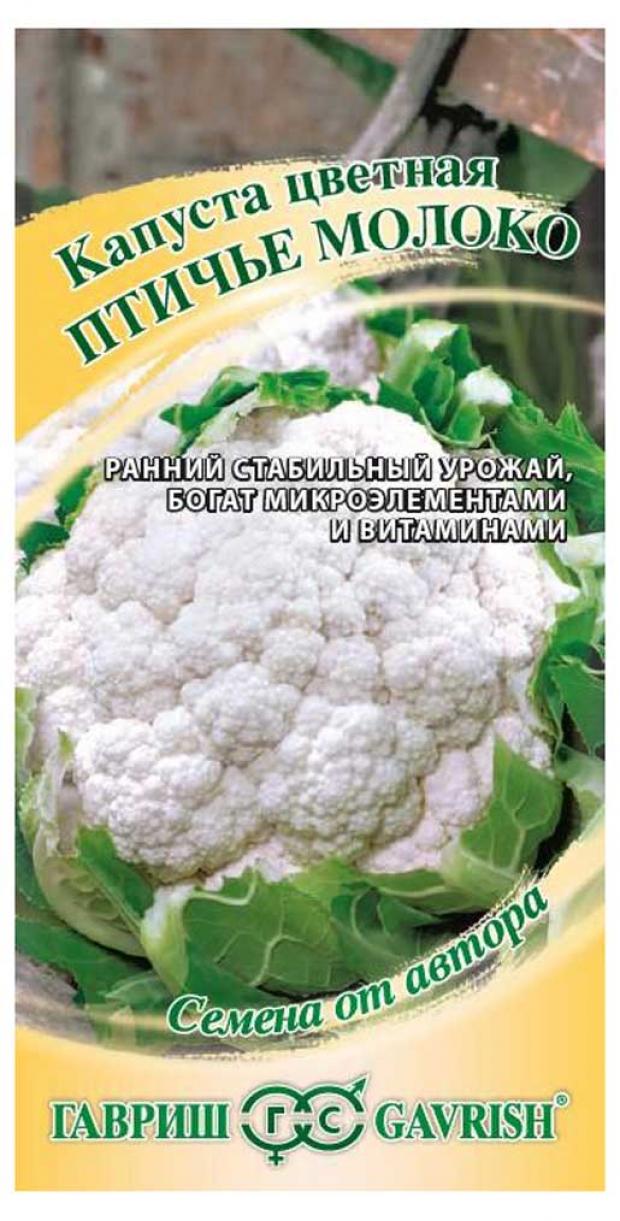 Капуста цветная
ПТИЧЬЕ МОЛОКО
РАННИЙ СТАБИЛЬНЫЙ УРОЖАЙ,
БОГАТ МИКРОЭЛЕМЕНТАМИ
И ВИТАМИНАМИ
Семена от автора
ГАВРИШ ГС GAVRISH®